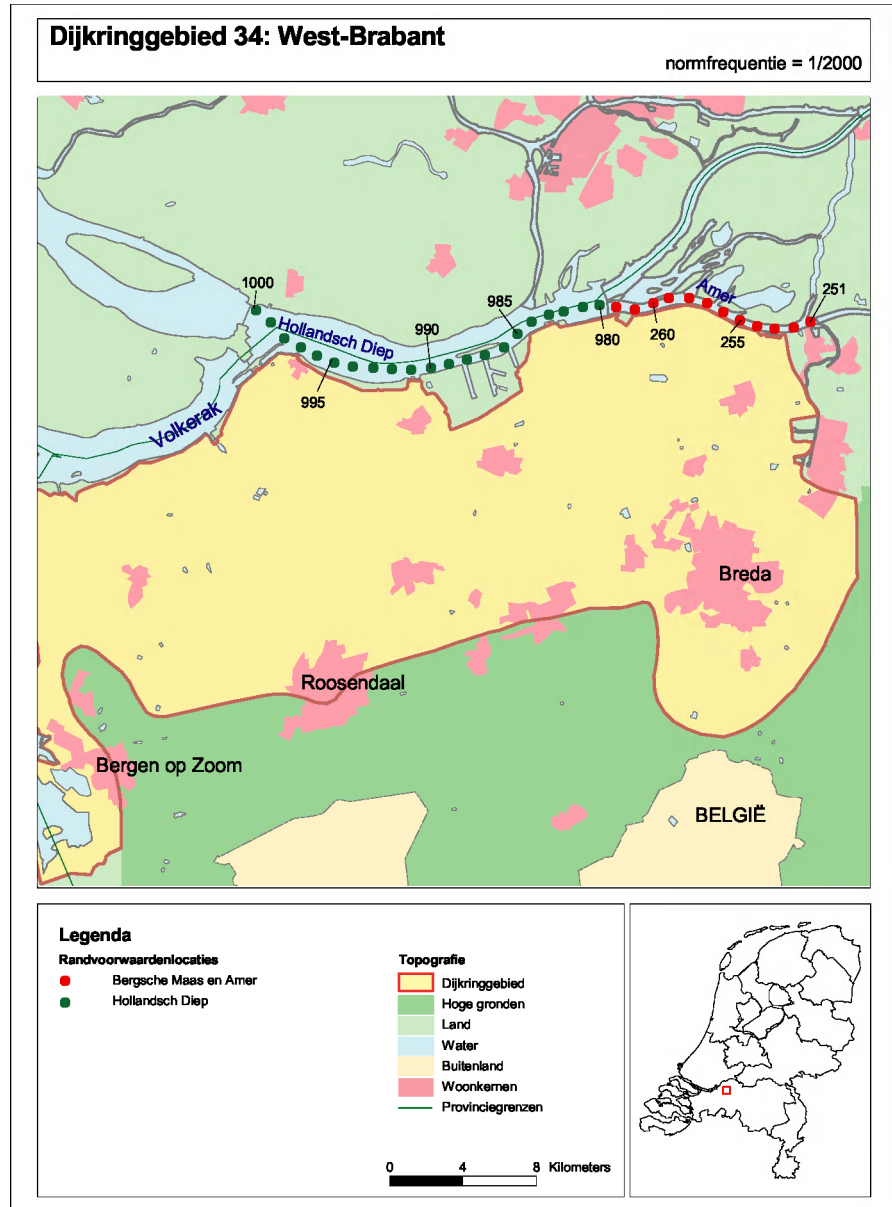 Dijkringgebied 34: West-Brabant
normfrequentie = 1/2000
1000
Hollandsch Diep
985
990
995
Volkerak
980
Amer
260
255
251
Breda
Roosendaal
Bergen op Zoom
BELGIË
Legenda
Randvoorwaardenlocaties
Bergsche Maas en Amer
Hollandsch Diep
Topografie
Dijkringgebied
Hoge gronden
Land
Water
Buitenland
Woonkernen
Provinciegrenzen
0 4 8 Kilometers